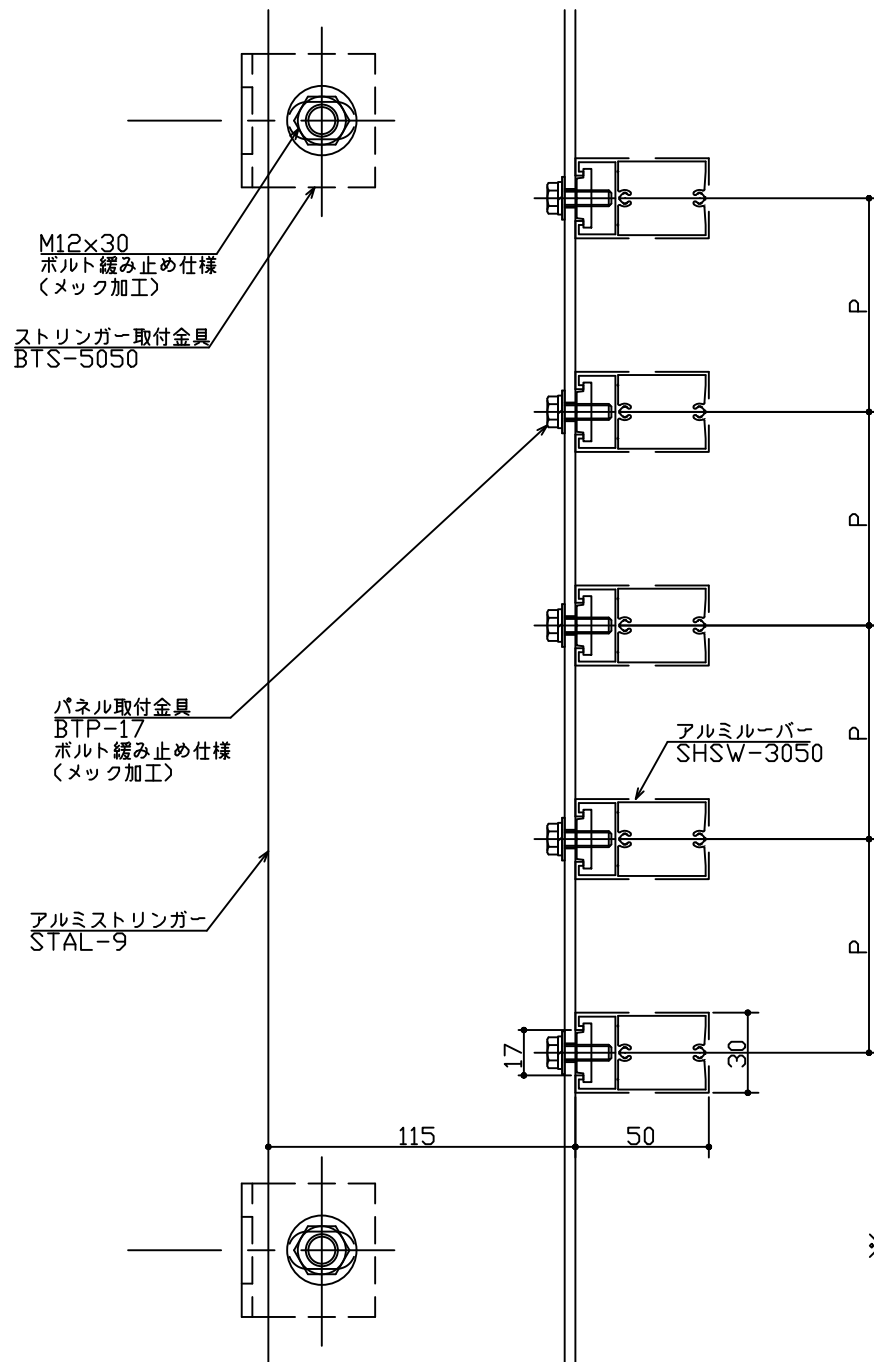 M12×30
ボルト緩み止め仕様
(メック加工)
ストリンガー取付金具
BTS-5050
P
P
パネル取付金具
BTP-17
ボルト緩み止め仕様
(メック加工)
アルミルーバー
SHSW-3050
P
アルミストリンガー
STAL-9
P
17
30
115
50